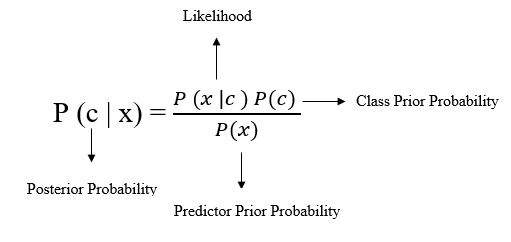 Likelihood
P (c | x) = P (x |c ) P(c) / P(x)
Class Prior Probability
Posterior Probability
Predictor Prior Probability